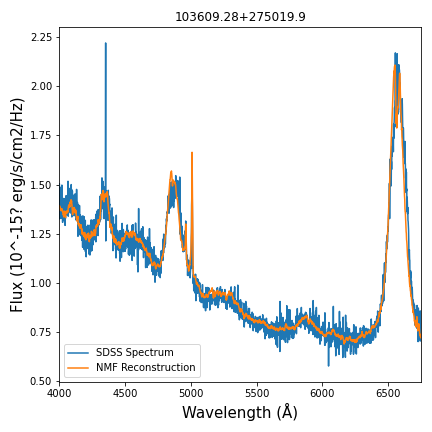 103609.28+275019.9
Flux (10^-15? erg/s/cm2/Hz)
2.25
2.00
1.75
1.50
1.25
1.00
0.75
0.50
SDSS Spectrum
NMF Reconstruction
4000 4500 5000 5500 6000 6500
Wavelength (Å)